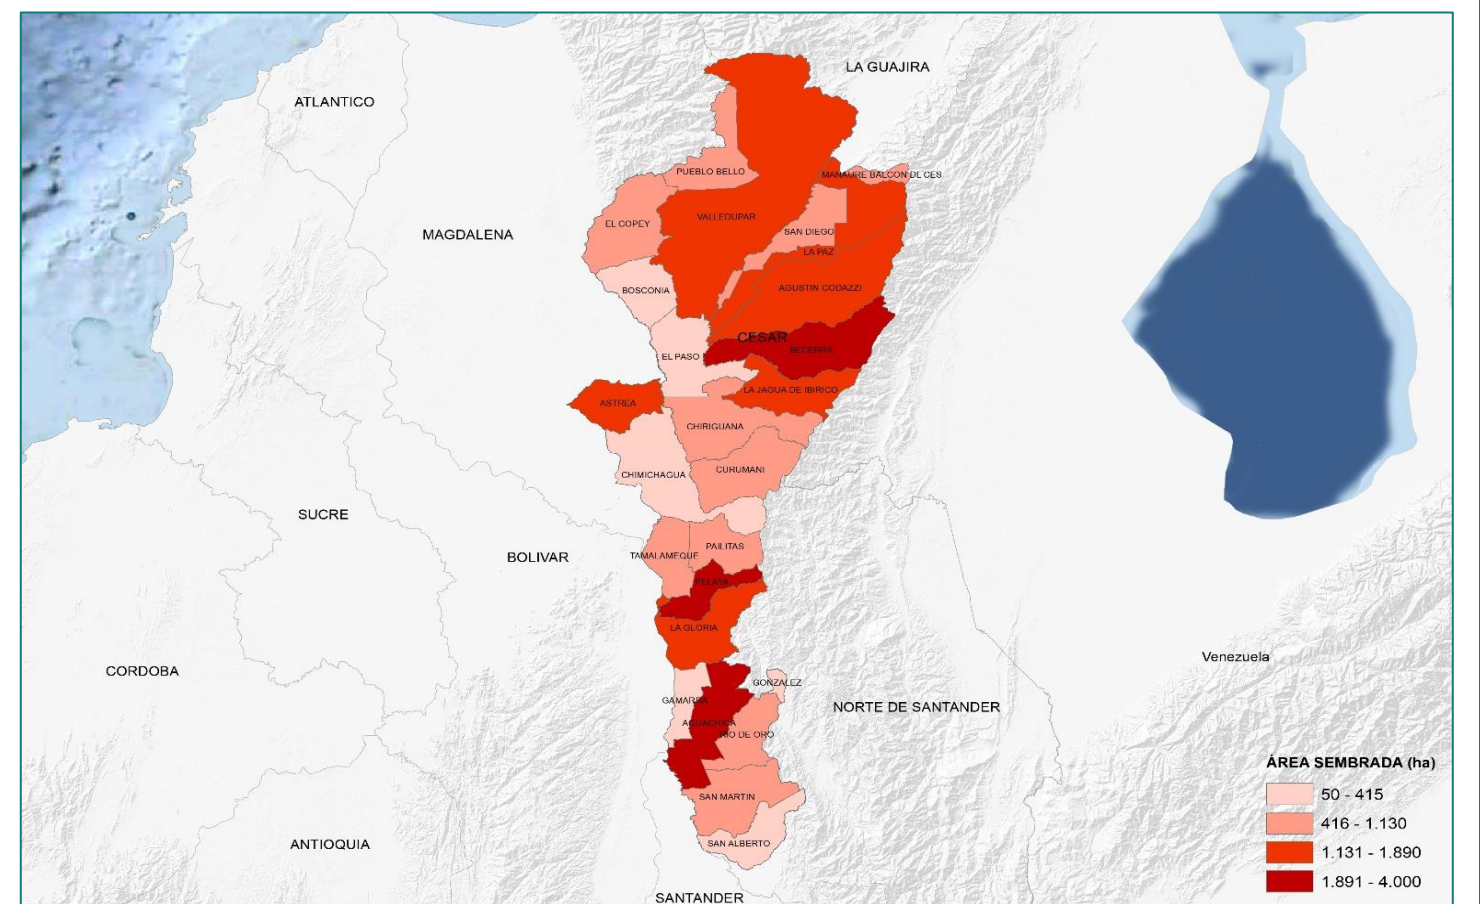 LA GUAJIRA
ATLANTICO
PUEBLO BELLO
MANAURE BALCON DL CES
EL COPEY
VALLEDUPAR
SAN DIEGO
MAGDALENA
LA PAZ
BOSCONIA
AGUSTIN CODAZZI
CESAR
BECERRIL
EL PASO
LA JAGUA DE IBIRICO
ASTREA
CHIRIGUANA
CHIMICHAGUA
CURUMANI
SUCRE
BOLIVAR
TAMALAMEQUE
PAILITAS
PELAYA
LA GLORIA
CORDOBA
Venezuela
GONZALEZ
GAMARRA
NORTE DE SANTANDER
AGUACHICA
RIO DE ORO
SAN MARTIN
ANTIOQUIA
SAN ALBERTO
SANTANDER
ÁREA SEMBRADA (ha)
50 - 415
416 - 1.130
1.131 - 1.890
1.891 - 4.000